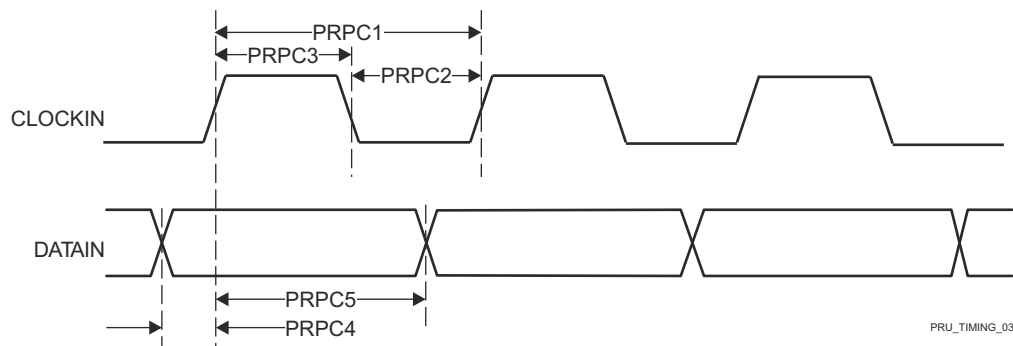 PRPC1
PRPC3
PRPC2
CLOCKIN
DATAIN
PRPC5
PRPC4
PRU_TIMING_03